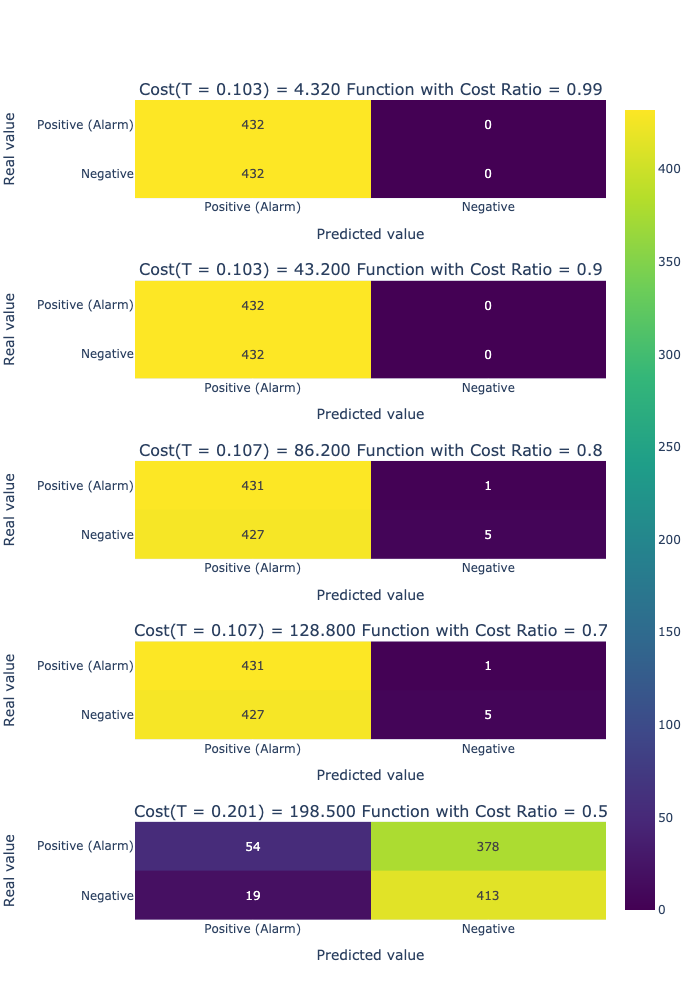 Cost(T = 0.103) = 4.320 Function with Cost Ratio = 0.99
Real value
Positive (Alarm)
432
0
Negative
432
0
Positive (Alarm)
Negative
Predicted value
Cost(T = 0.103) = 43.200 Function with Cost Ratio = 0.9
Real value
Positive (Alarm)
432
0
Negative
432
0
Positive (Alarm)
Negative
Predicted value
Cost(T = 0.107) = 86.200 Function with Cost Ratio = 0.8
Real value
Positive (Alarm)
431
1
Negative
427
5
Positive (Alarm)
Negative
Predicted value
Cost(T = 0.107) = 128.800 Function with Cost Ratio = 0.7
Real value
Positive (Alarm)
431
1
Negative
427
5
Positive (Alarm)
Negative
Predicted value
Cost(T = 0.201) = 198.500 Function with Cost Ratio = 0.5
Real value
Positive (Alarm)
54
378
Negative
19
413
Positive (Alarm)
Negative
Predicted value
400
350
300
250
200
150
100
50
0